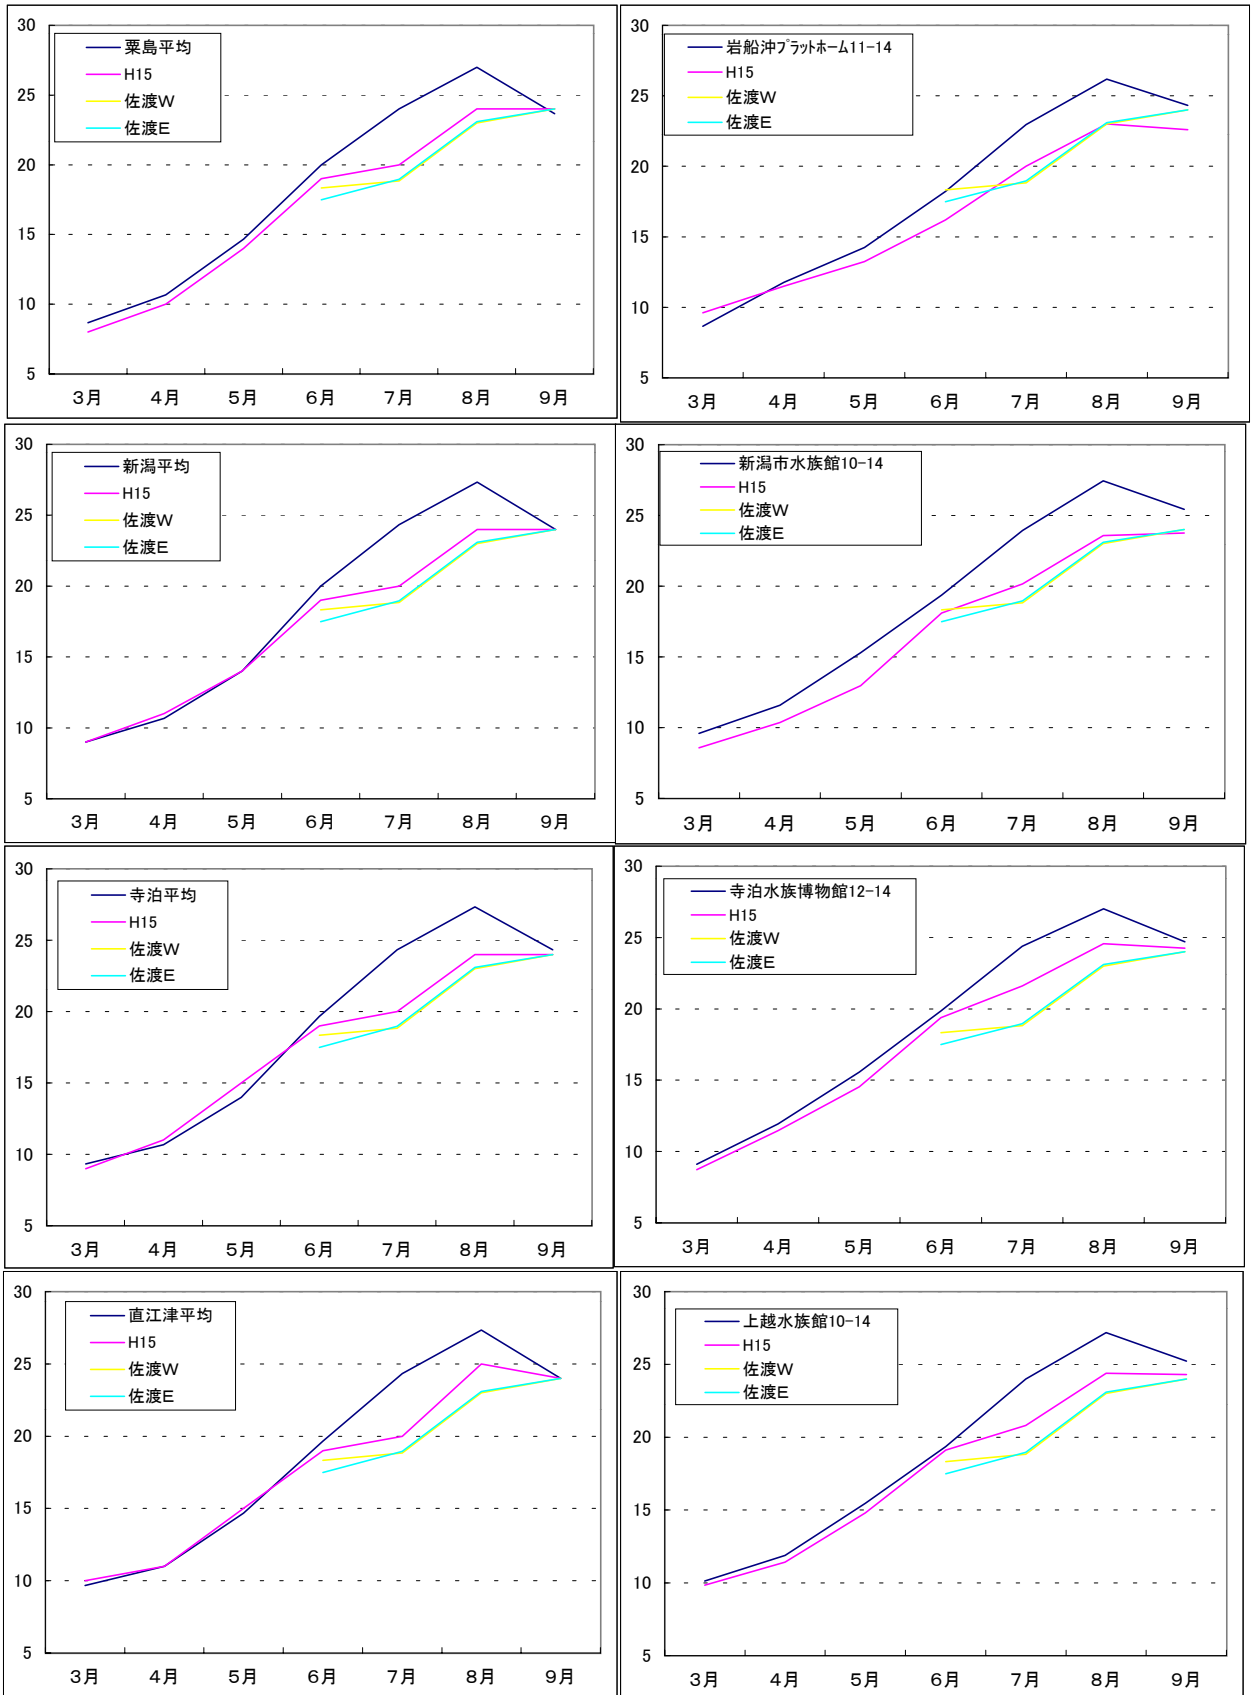 30
25
20
15
10
5
粟島平均
H15
佐渡W
佐渡E
3月 4月 5月 6月 7月 8月 9月
30
25
20
15
10
5
岩船沖プラットホーム11-14
H15
佐渡W
佐渡E
3月 4月 5月 6月 7月 8月 9月
30
25
20
15
10
5
新潟平均
H15
佐渡W
佐渡E
3月 4月 5月 6月 7月 8月 9月
30
25
20
15
10
5
新潟市水族館10-14
H15
佐渡W
佐渡E
3月 4月 5月 6月 7月 8月 9月
30
25
20
15
10
5
寺泊平均
H15
佐渡W
佐渡E
3月 4月 5月 6月 7月 8月 9月
30
25
20
15
10
5
寺泊水族博物館12-14
H15
佐渡W
佐渡E
3月 4月 5月 6月 7月 8月 9月
30
25
20
15
10
5
直江津平均
H15
佐渡W
佐渡E
3月 4月 5月 6月 7月 8月 9月
30
25
20
15
10
5
上越水族館10-14
H15
佐渡W
佐渡E
3月 4月 5月 6月 7月 8月 9月